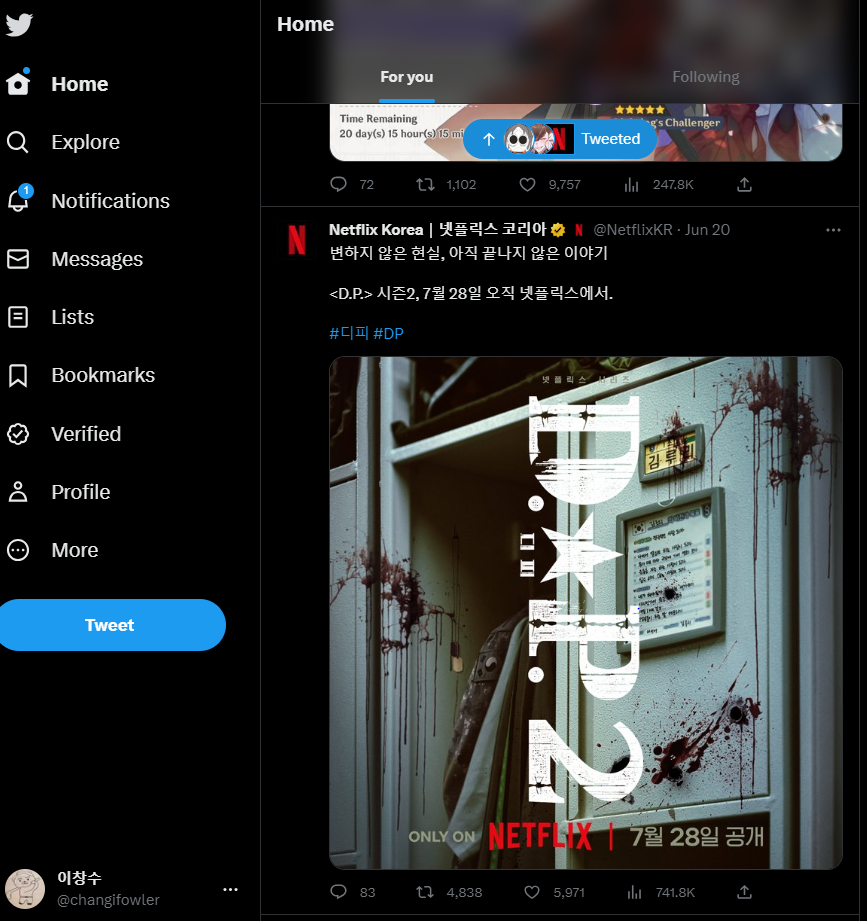 Home
For you
Following
Home
Explore
Notifications
1
Messages
Lists
Bookmarks
Verified
Profile
More
Tweet
이창수
@changifowler
Time Remaining
20 day(s) 15 hour(s) 15 mi
Challenger
Tweeted
72
1,102
9,757
247.8K
Netflix Korea | 넷플릭스 코리아 @NetflixKR · Jun 20
변하지 않은 현실, 아직 끝나지 않은 이야기
<D.P.> 시즌2, 7월 28일 오직 넷플릭스에서.
#디피 #DP
넷플릭스 시리즈
D.P.2
김루리
ONLY ON NETFLIX | 7월 28일 공개
83
4,838
5,971
741.8K